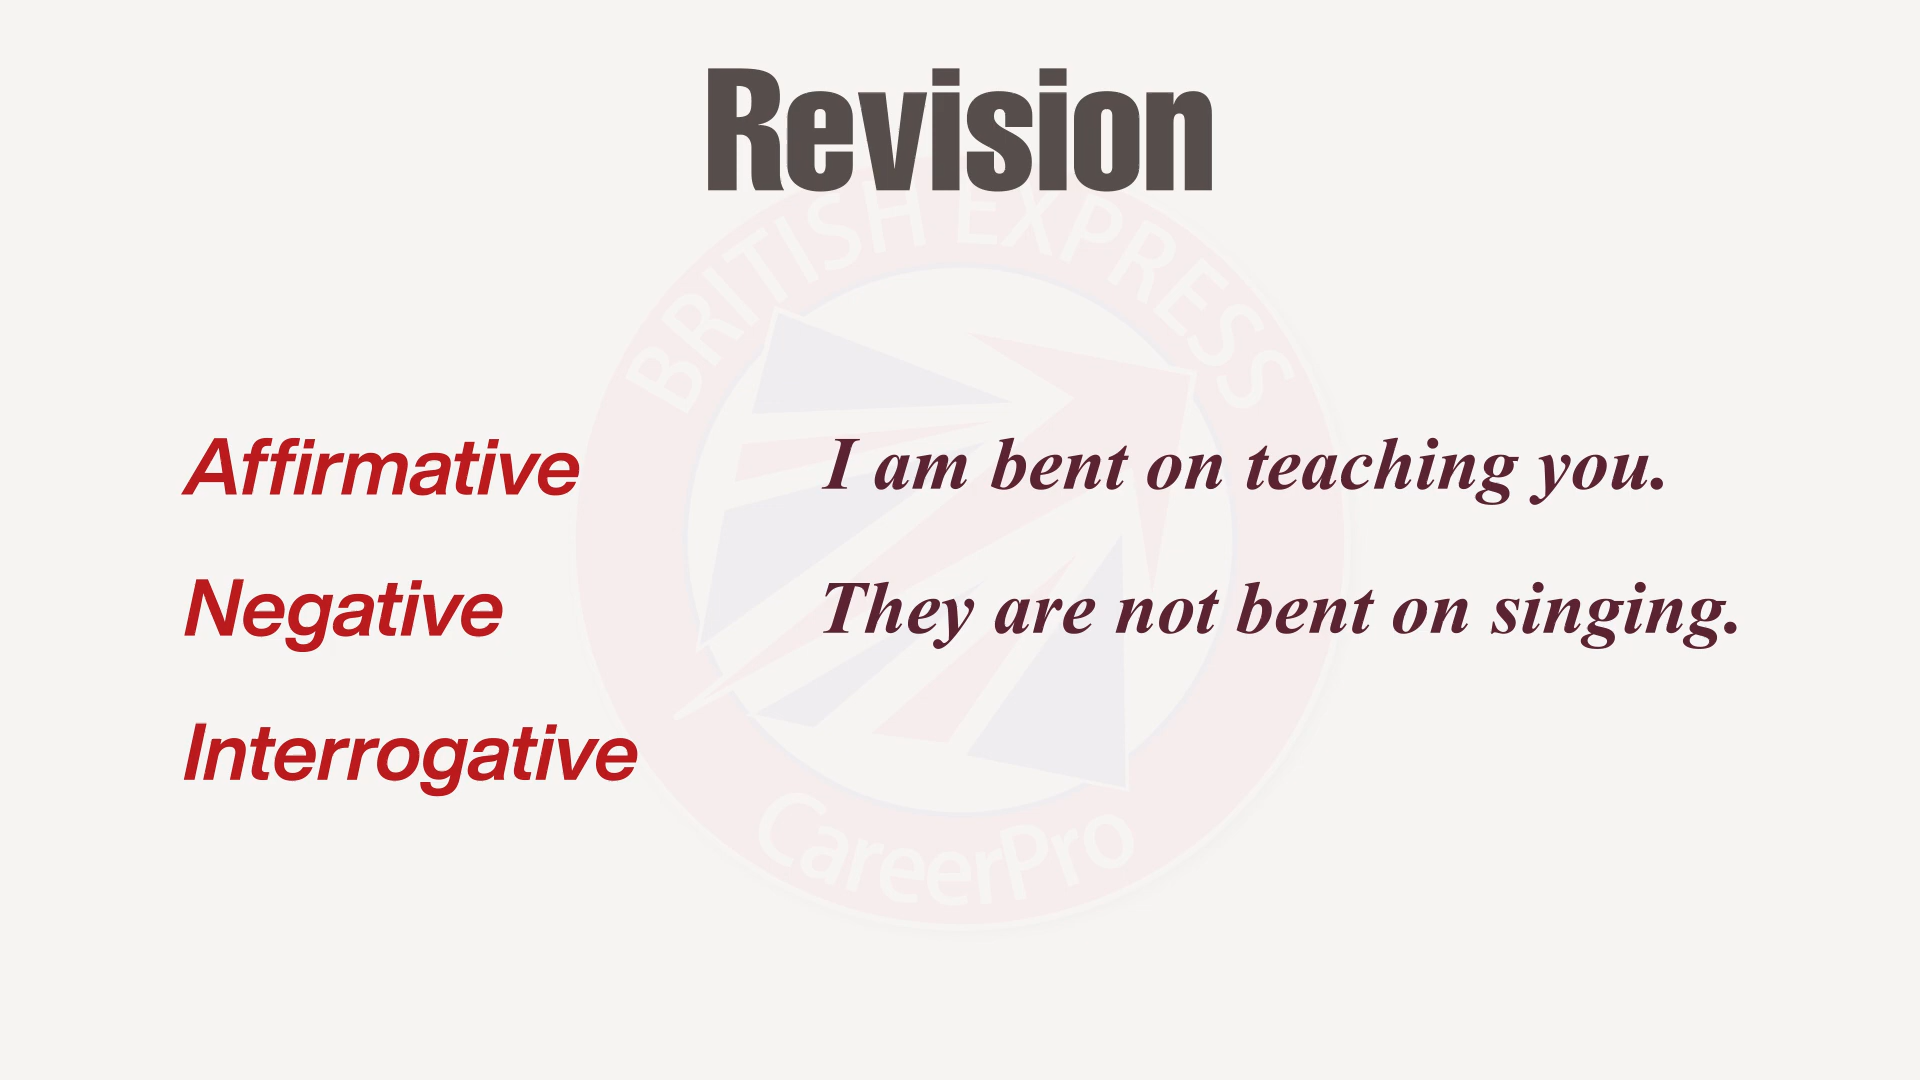 Revision
BRITISH EXPRESS
Affirmative I am bent on teaching you.
Negative They are not bent on singing.
Interrogative
CareerPro